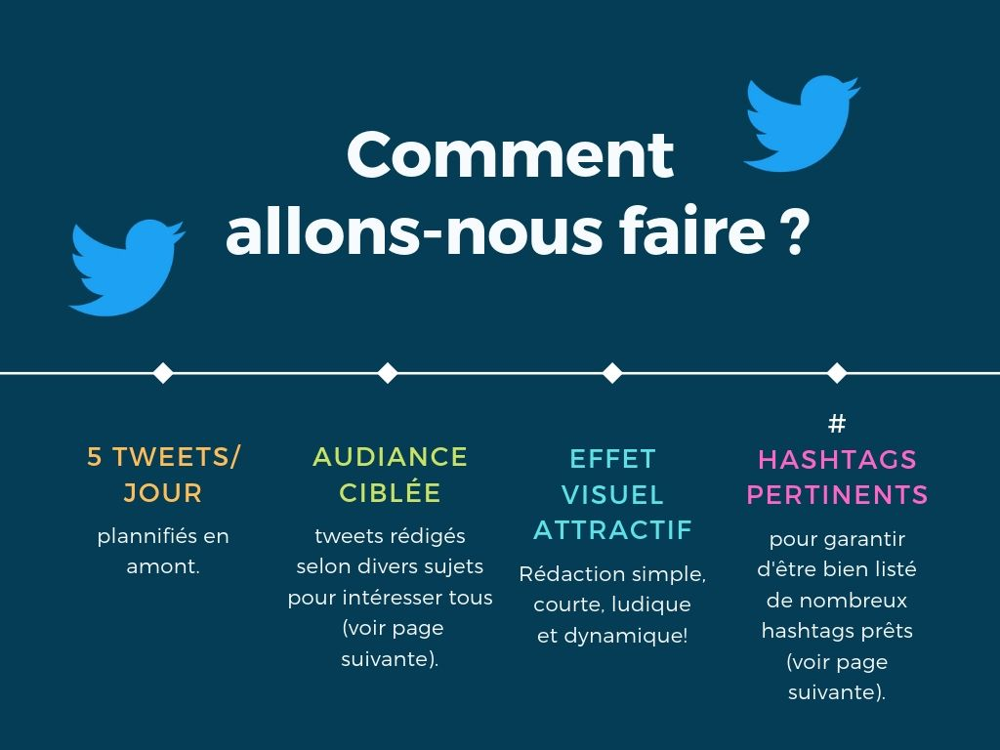 Comment
allons-nous faire ?
5 TWEETS/
JOUR
plannifiés en
amont.
AUDIANCE
CIBLÉE
tweets rédigés
selon divers sujets
pour intéresser tous
(voir page
suivante).
EFFET
VISUEL
ATTRACTIF
Rédaction simple,
courte, ludique
et dynamique!
#
HASHTAGS
PERTINENTS
pour garantir
d'être bien listé
de nombreux
hashtags prêts
(voir page
suivante).